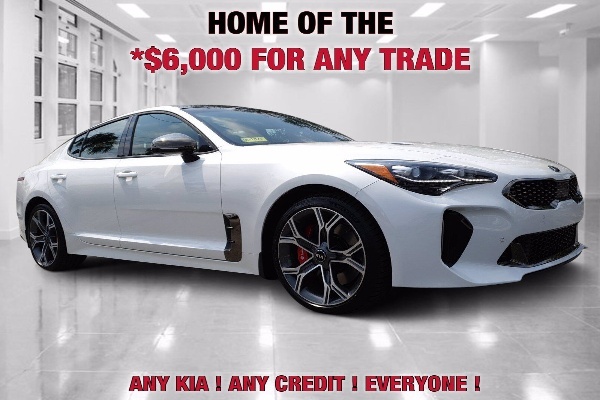 HOME OF THE
*$6,000 FOR ANY TRADE
ANY KIA ! ANY CREDIT ! EVERYONE !